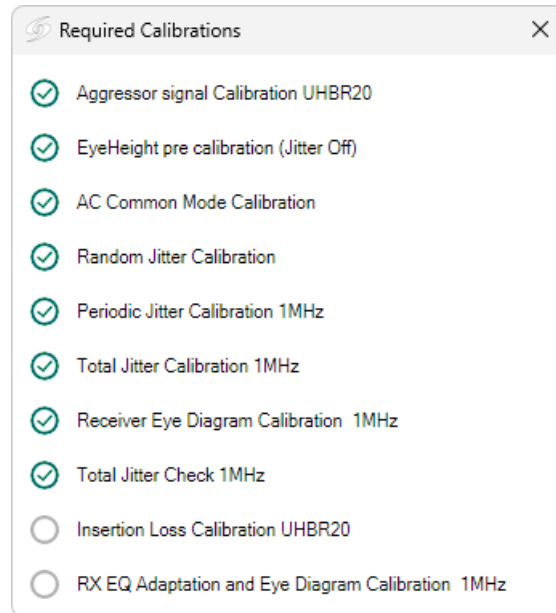 Required Calibrations
Aggressor signal Calibration UHBR20
EyeHeight pre calibration (Jitter Off)
AC Common Mode Calibration
Random Jitter Calibration
Periodic Jitter Calibration 1MHz
Total Jitter Calibration 1MHz
Receiver Eye Diagram Calibration  1MHz
Total Jitter Check 1MHz
Insertion Loss Calibration UHBR20
RX EQ Adaptation and Eye Diagram Calibration  1MHz